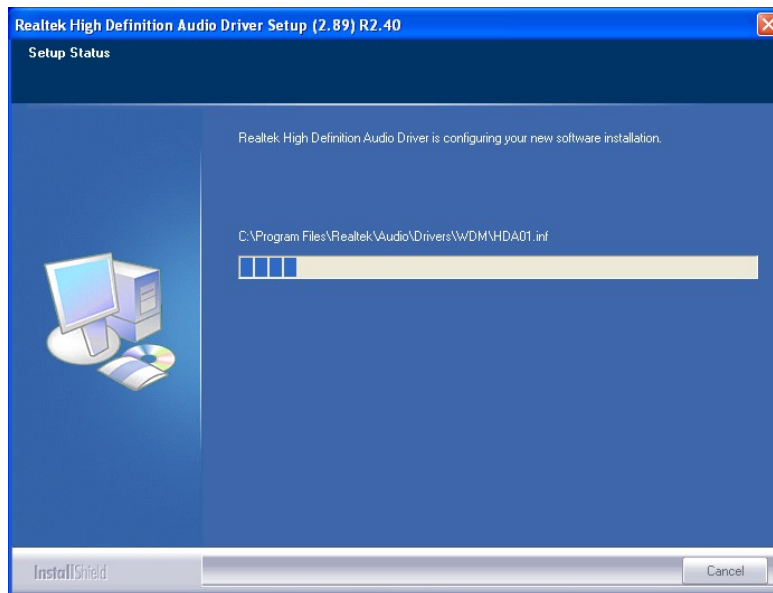 Realtek High Definition Audio Driver Setup (2.89) R2.40
Setup Status
Realtek High Definition Audio Driver is configuring your new software installation.
C:\Program Files\Realtek\Audio\Drivers\WDM\HDA01.inf
InstallShield
Cancel